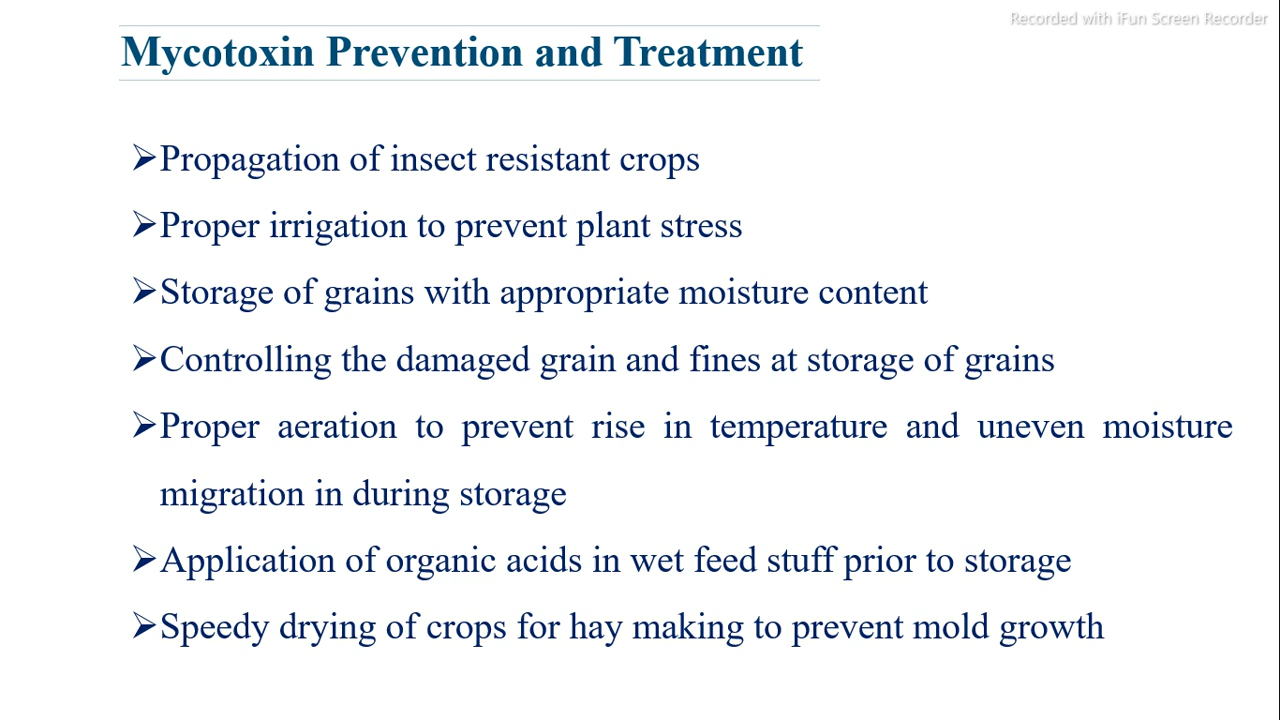 Recorded with iFun Screen Recorder
Mycotoxin Prevention and Treatment
➢Propagation of insect resistant crops
➢Proper irrigation to prevent plant stress
➢Storage of grains with appropriate moisture content
➢Controlling the damaged grain and fines at storage of grains
➢Proper aeration to prevent rise in temperature and uneven moisture
migration in during storage
➢Application of organic acids in wet feed stuff prior to storage
➢Speedy drying of crops for hay making to prevent mold growth